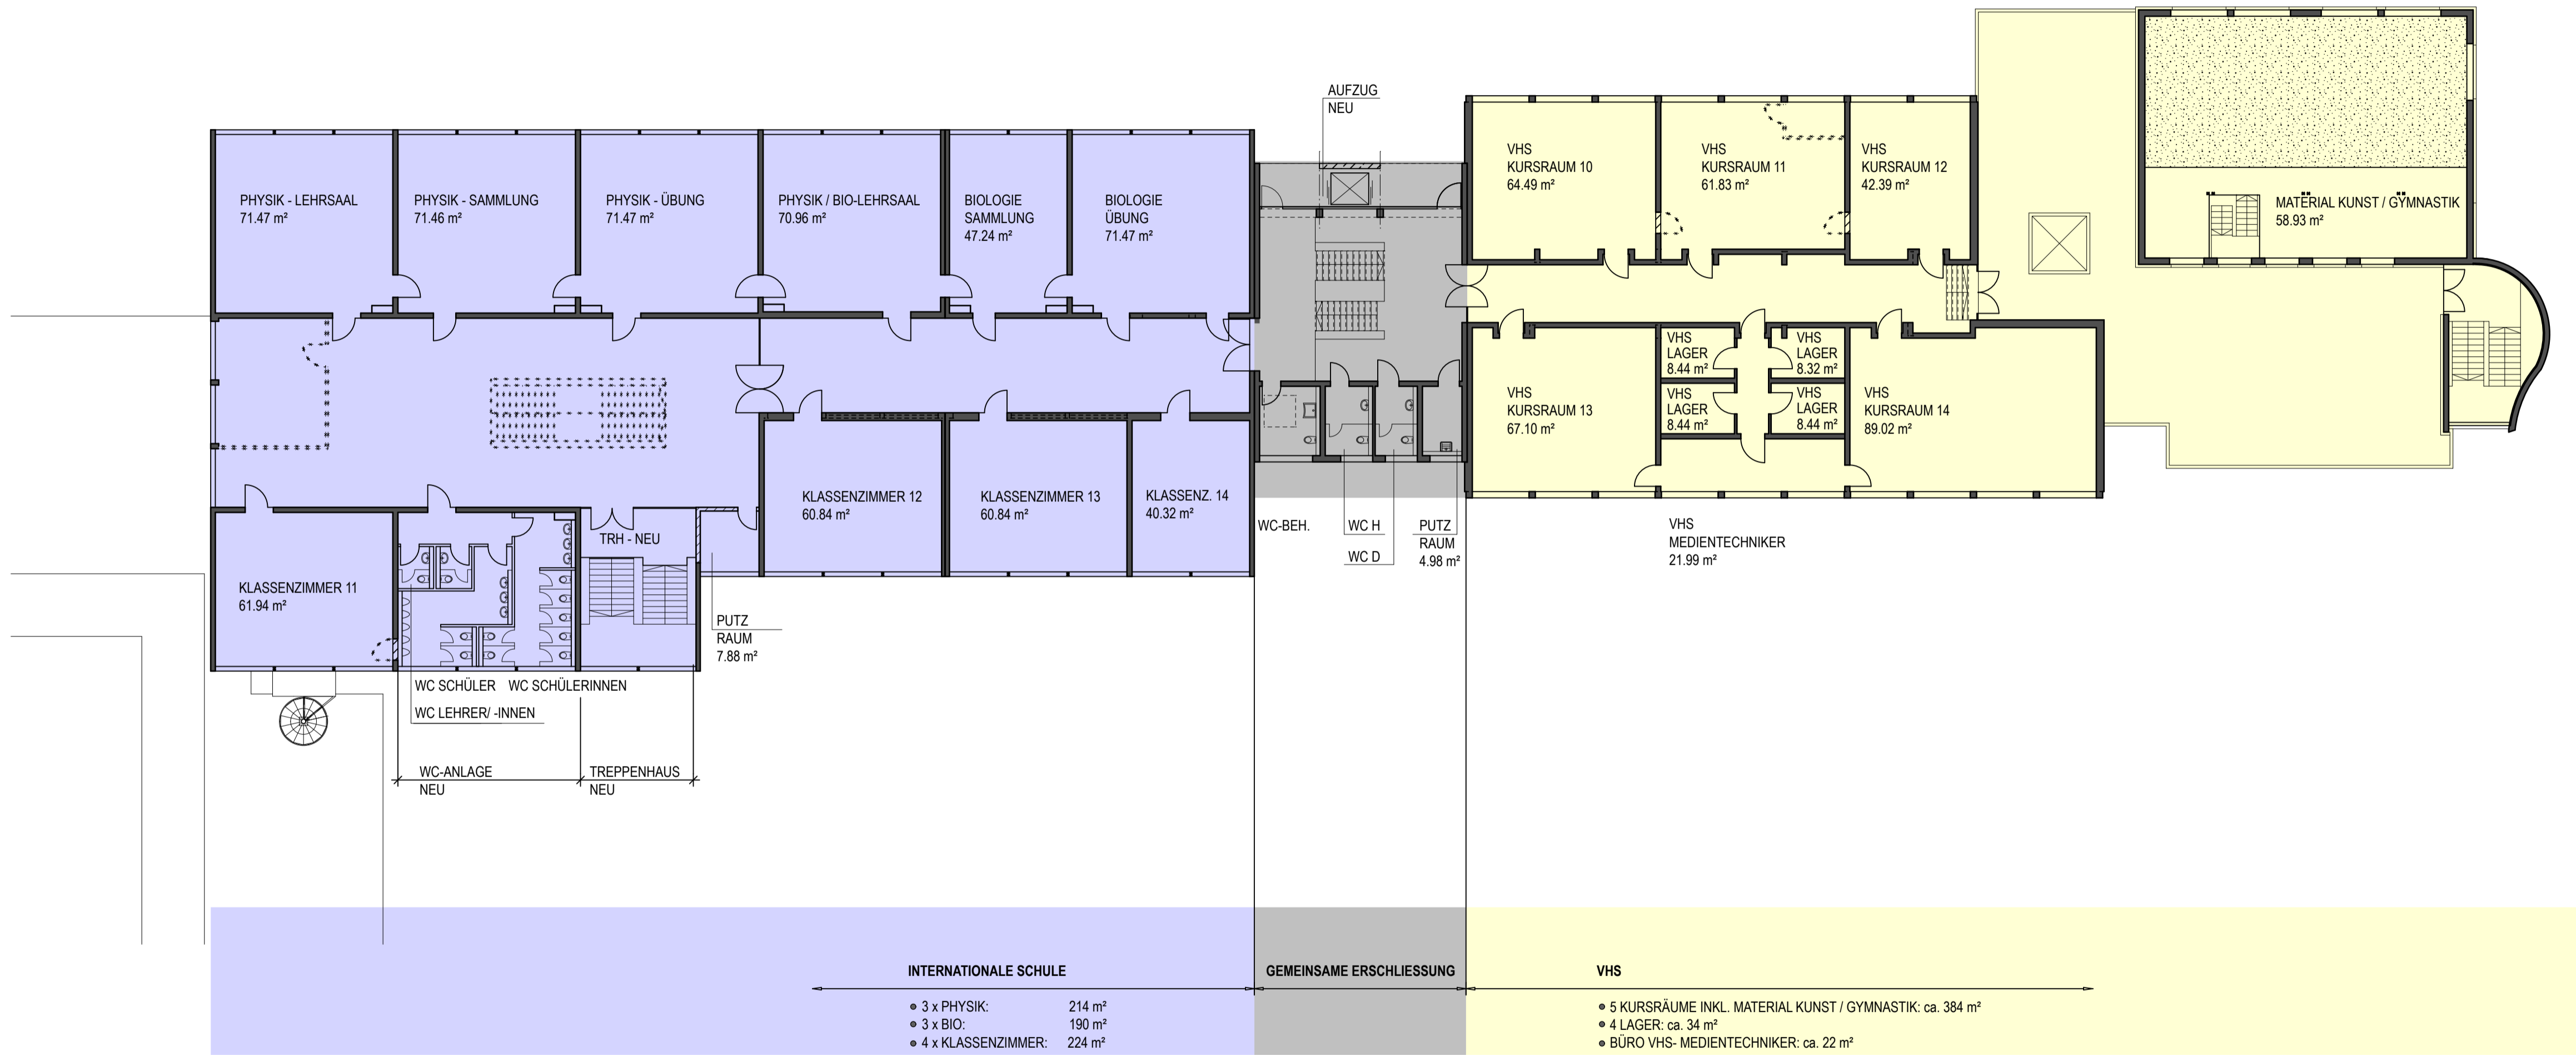 AUFZUG
NEU
PHYSIK - LEHRSAAL
71.47 m²
PHYSIK - SAMMLUNG
71.46 m²
PHYSIK - ÜBUNG
71.47 m²
PHYSIK / BIO-LEHRSAAL
70.96 m²
BIOLOGIE
SAMMLUNG
47.24 m²
BIOLOGIE
ÜBUNG
71.47 m²
VHS
KURSRAUM 10
64.49 m²
VHS
KURSRAUM 11
61.83 m²
VHS
KURSRAUM 12
42.39 m²
MATERIAL KUNST / GYMNASTIK
58.93 m²
VHS
LAGER
8.44 m²
VHS
LAGER
8.32 m²
VHS
LAGER
8.44 m²
VHS
LAGER
8.44 m²
VHS
KURSRAUM 13
67.10 m²
VHS
KURSRAUM 14
89.02 m²
KLASSENZIMMER 12
60.84 m²
KLASSENZIMMER 13
60.84 m²
KLASSENZ. 14
40.32 m²
WC-BEH.
WC H
WC D
PUTZ
RAUM
4.98 m²
VHS
MEDIENTECHNIKER
21.99 m²
TRH - NEU
KLASSENZIMMER 11
61.94 m²
PUTZ
RAUM
7.88 m²
WC SCHÜLER
WC SCHÜLERINNEN
WC LEHRER/ -INNEN
WC-ANLAGE
NEU
TREPPENHAUS
NEU
INTERNATIONALE SCHULE
• 3 x PHYSIK: 214 m²
• 3 x BIO: 190 m²
• 4 x KLASSENZIMMER: 224 m²
GEMEINSAME ERSCHLIESSUNG
VHS
• 5 KURSRÄUME INKL. MATERIAL KUNST / GYMNASTIK: ca. 384 m²
• 4 LAGER: ca. 34 m²
• BÜRO VHS- MEDIENTECHNIKER: ca. 22 m²